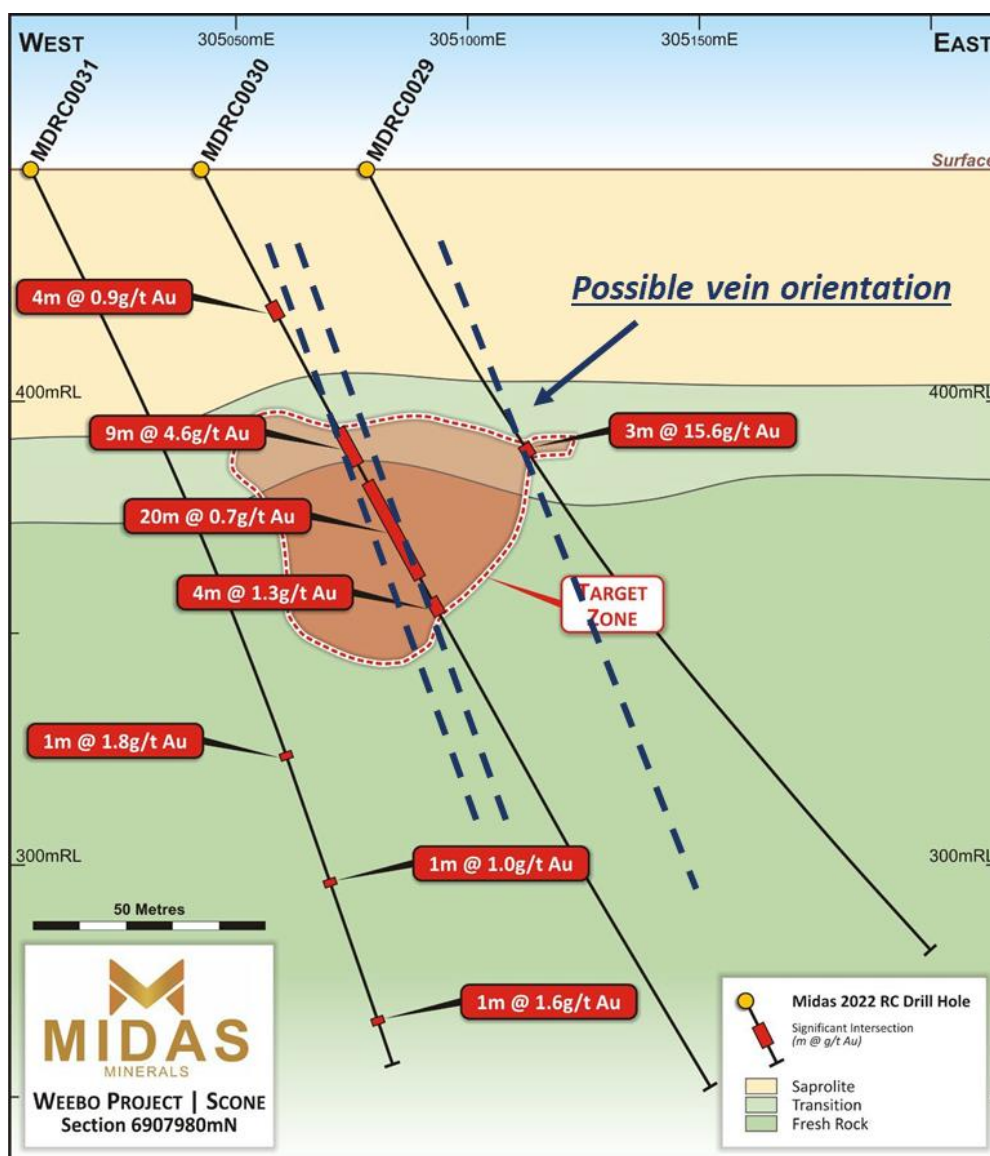 WEST
305050mE
305100mE
305150mE
EAST
MDRC0031
MDRC0030
MDRC0029
Surface
4m @ 0.9g/t Au
Possible vein orientation
400mRL
400mRL
9m @ 4.6g/t Au
3m @ 15.6g/t Au
20m @ 0.7g/t Au
4m @ 1.3g/t Au
TARGET
ZONE
1m @ 1.8g/t Au
300mRL
300mRL
1m @ 1.0g/t Au
50 Metres
1m @ 1.6g/t Au
MIDAS
MINERALS
WEEBO PROJECT | SCONE
Section 6907980mN
Midas 2022 RC Drill Hole
Significant Intersection
(m @ g/t Au)
Saprolite
Transition
Fresh Rock